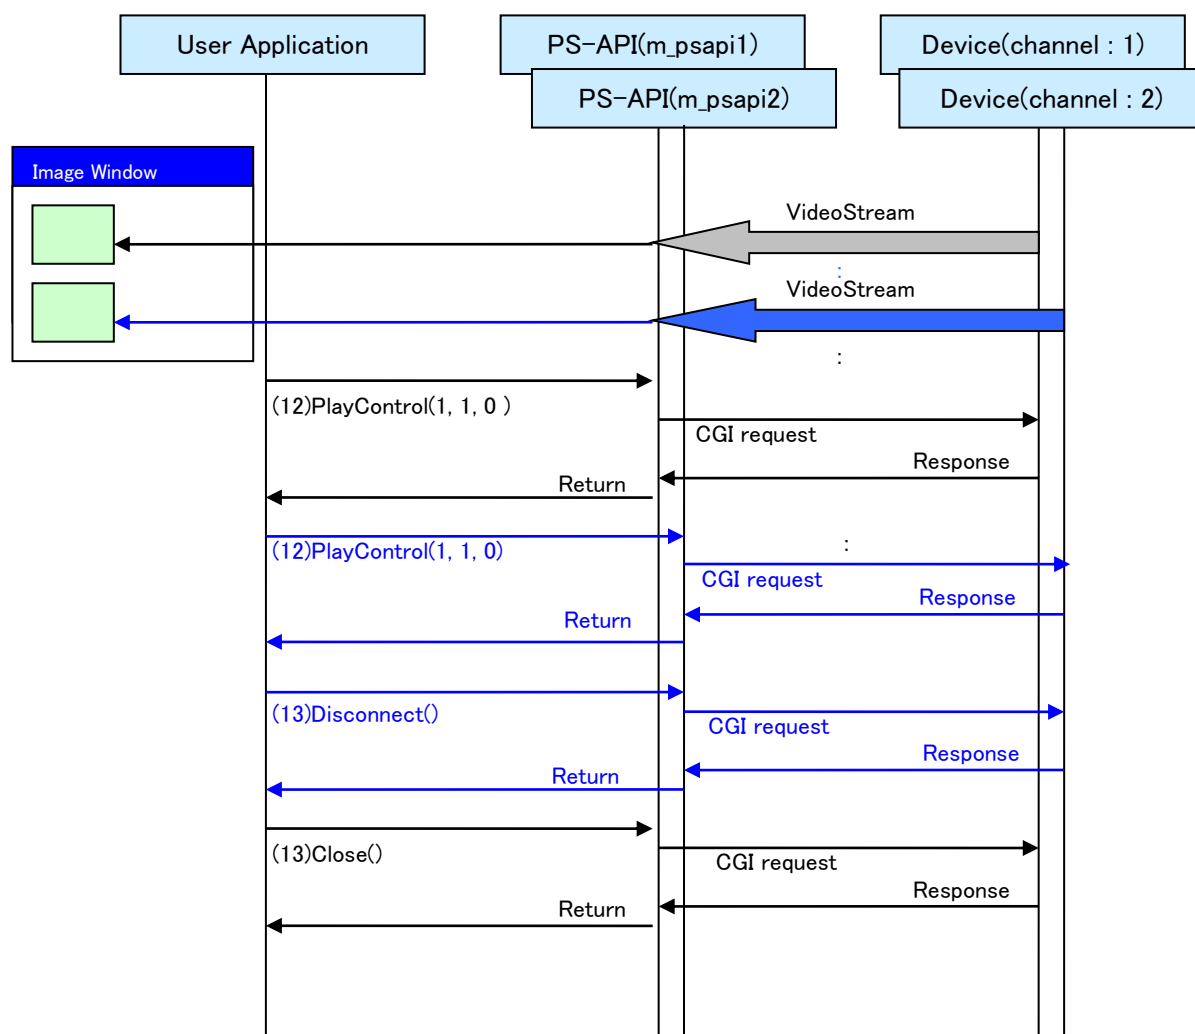 User Application
PS-API(m_psapi1)
Device(channel : 1)
PS-API(m_psapi2)
Device(channel : 2)
Image Window
VideoStream
:
VideoStream
:
(12)PlayControl(1, 1, 0 )
CGI request
Response
Return
(12)PlayControl(1, 1, 0)
:
CGI request
Response
Return
(13)Disconnect()
CGI request
Response
Return
(13)Close()
CGI request
Response
Return